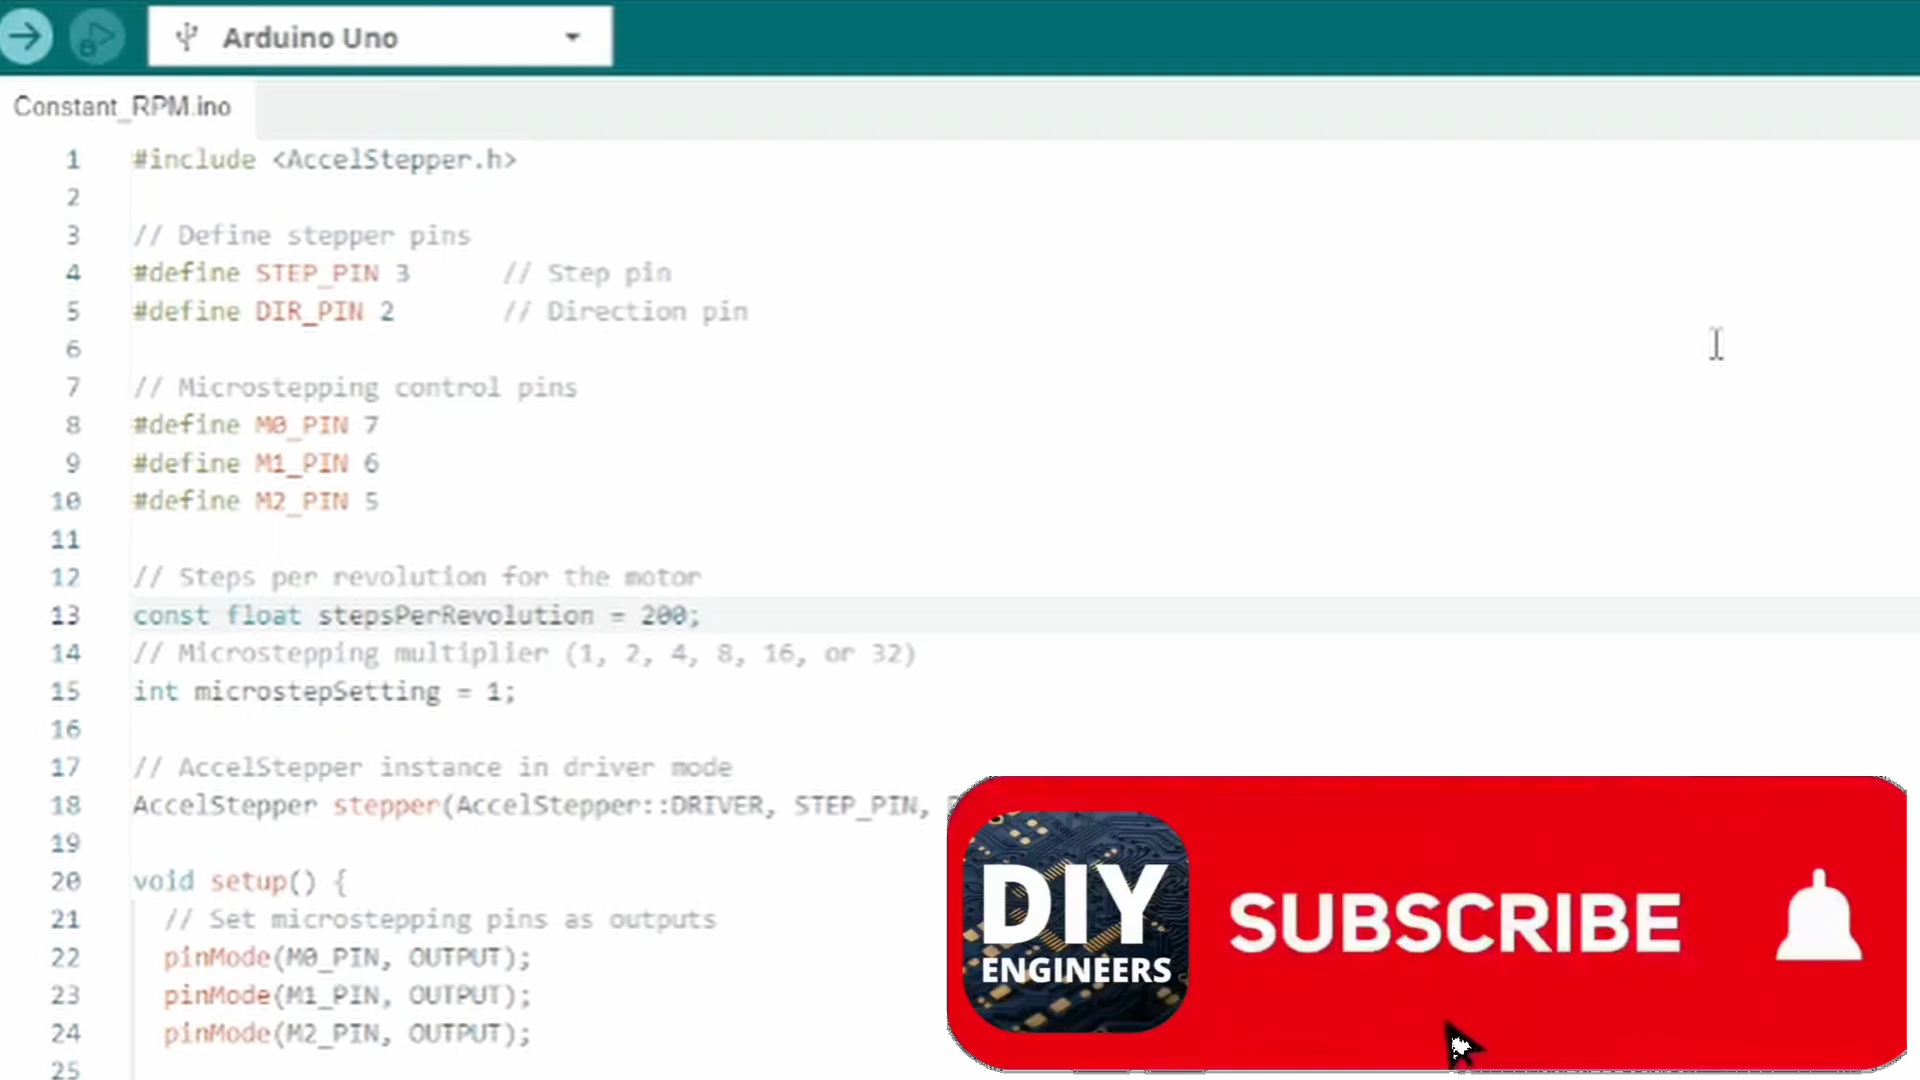 Arduino Uno
Constant_RPM.ino
1 #include <AccelStepper.h>
2
3 // Define stepper pins
4 #define STEP_PIN 3 // Step pin
5 #define DIR_PIN 2 // Direction pin
6
7 // Microstepping control pins
8 #define M0_PIN 7
9 #define M1_PIN 6
10 #define M2_PIN 5
11
12 // Steps per revolution for the motor
13 const float stepsPerRevolution = 200;
14 // Microstepping multiplier (1, 2, 4, 8, 16, or 32)
15 int microstepSetting = 1;
16
17 // AccelStepper instance in driver mode
18 AccelStepper stepper(AccelStepper::DRIVER, STEP_PIN,
19
20 void setup() {
21 // Set microstepping pins as outputs
22 pinMode(M0_PIN, OUTPUT);
23 pinMode(M1_PIN, OUTPUT);
24 pinMode(M2_PIN, OUTPUT);
25
DIY
ENGINEERS
SUBSCRIBE